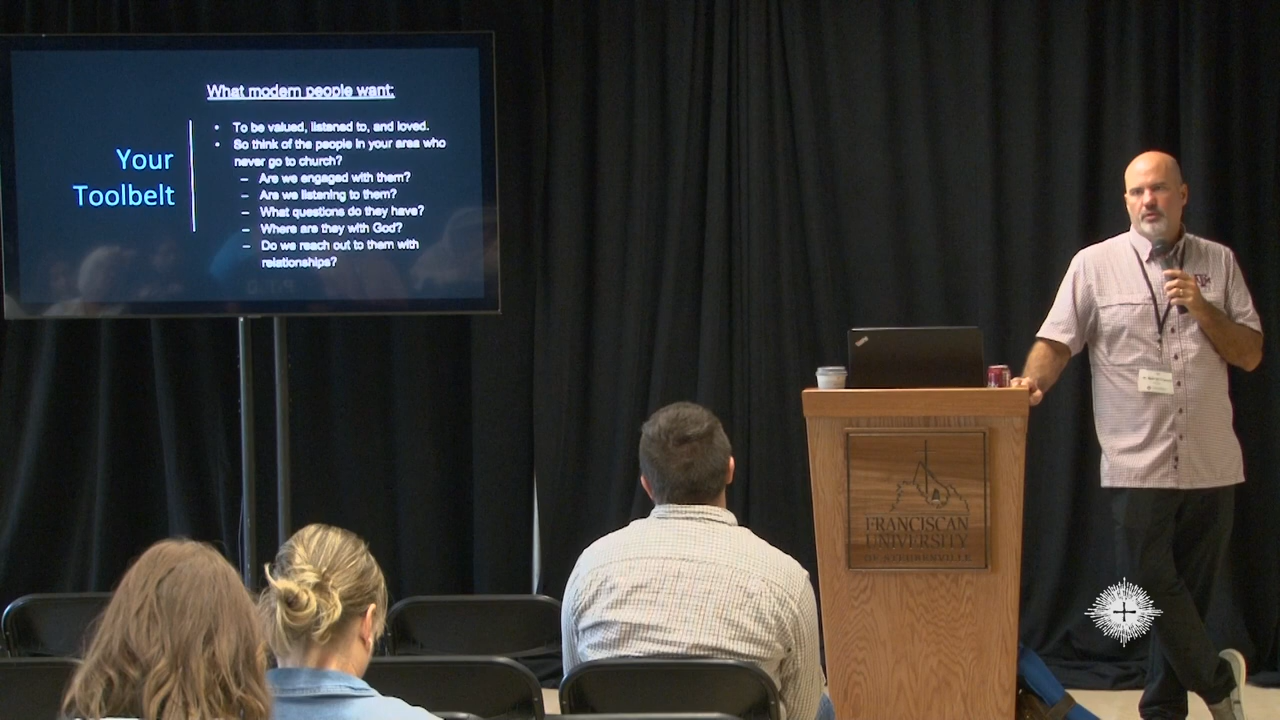 What modern people want:
Your
Toolbelt
• To be valued, listened to, and loved.
• So think of the people in your area who
never go to church?
– Are we engaged with them?
– Are we listening to them?
– What questions do they have?
– Where are they with God?
– Do we reach out to them with
relationships?
FRANCISCAN
UNIVERSITY
OF STEUBENVILLE